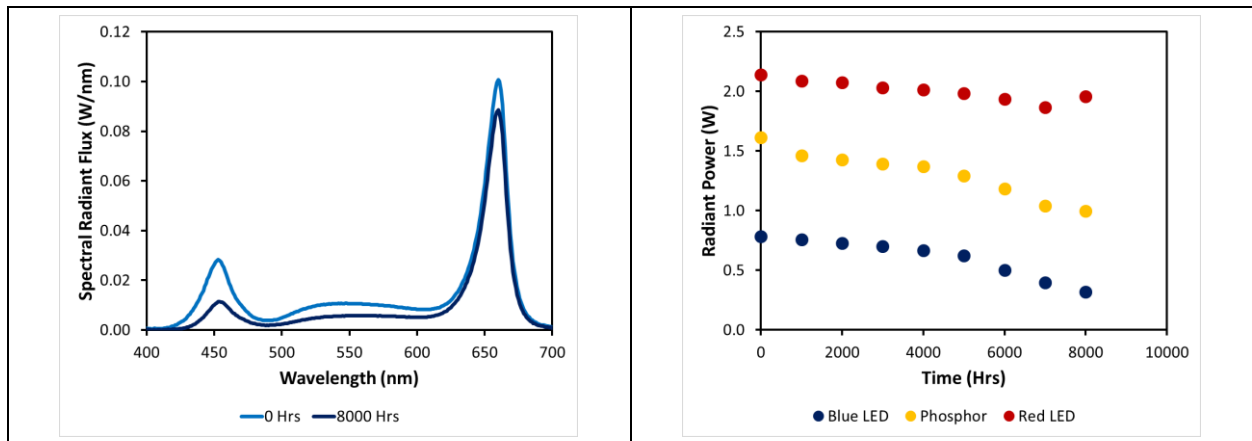 0.12
0.10
0.08
0.06
0.04
0.02
0.00
Spectral Radiant Flux (W/nm)
400 450 500 550 600 650 700
Wavelength (nm)
0 Hrs 8000 Hrs
2.5
2.0
1.5
1.0
0.5
0.0
Radiant Power (W)
0 2000 4000 6000 8000 10000
Time (Hrs)
Blue LED Phosphor Red LED